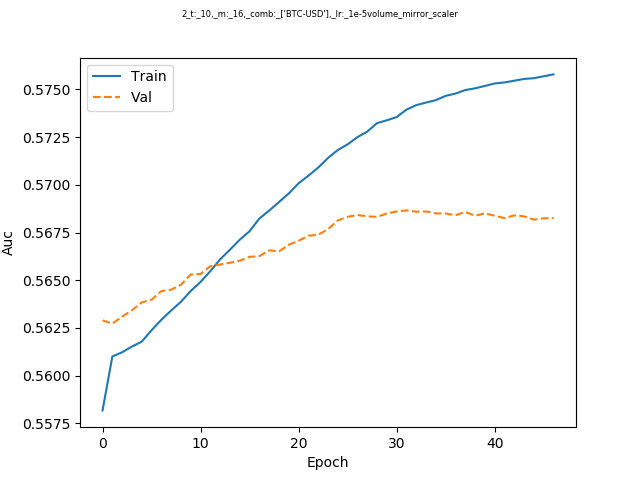 2_t:_10,_m:_16,_comb:_['BTC-USD'],_lr:_1e-5volume_mirror_scaler
Train
Val
0.5750
0.5725
0.5700
0.5675
0.5650
0.5625
0.5600
0.5575
Auc
0 10 20 30 40
Epoch